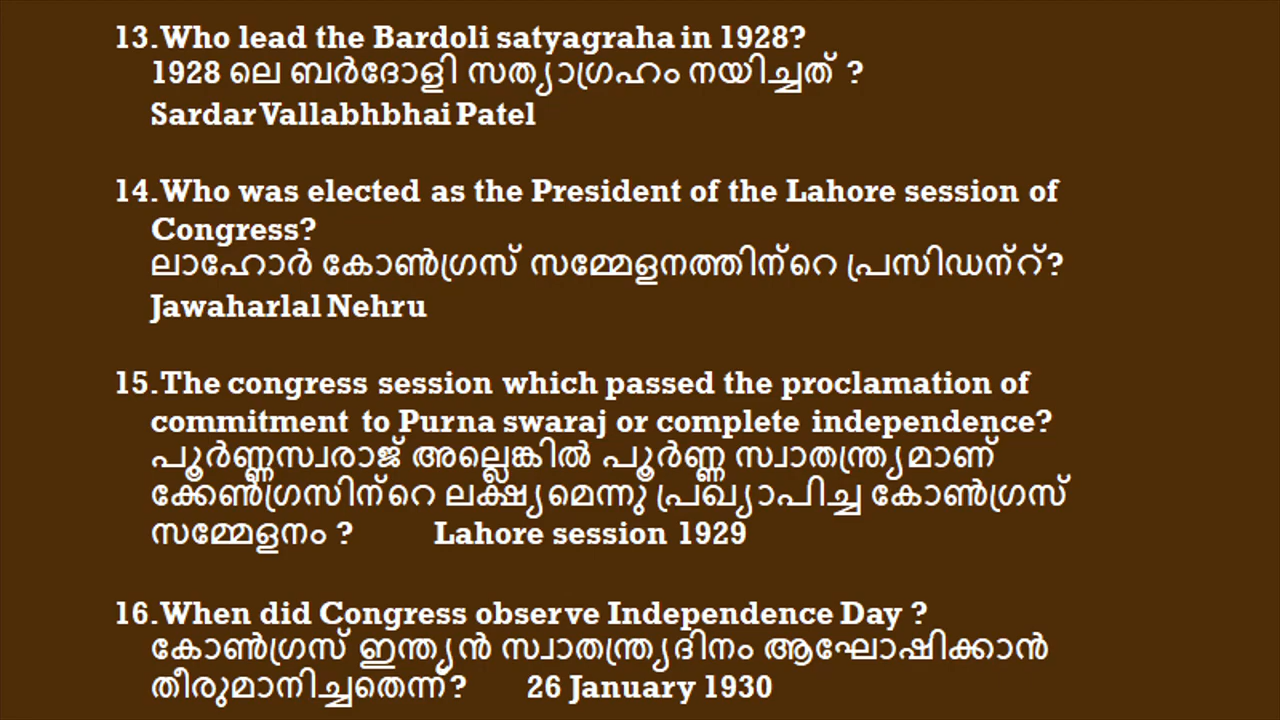 13.Who lead the Bardoli satyagraha in 1928?
1928 ലെ ബർദോളി സത്യാഗ്രഹം നയിച്ചത് ?
Sardar Vallabhbhai Patel
14.Who was elected as the President of the Lahore session of
Congress?
ലാഹോർ കോൺഗ്രസ് സമ്മേളനത്തിന്റെ പ്രസിഡന്റ്?
Jawaharlal Nehru
15.The congress session which passed the proclamation of
commitment to Purna swaraj or complete independence?
പൂർണ്ണസ്വരാജ് അല്ലെങ്കിൽ പൂർണ്ണ സ്വാതന്ത്ര്യമാണ്
ക്കേൺഗ്രസിന്റെ ലക്ഷ്യമെന്നു പ്രഖ്യാപിച്ച കോൺഗ്രസ്
സമ്മേളനം ? Lahore session 1929
16.When did Congress observe Independence Day ?
കോൺഗ്രസ് ഇന്ത്യൻ സ്വാതന്ത്ര്യദിനം ആഘോഷിക്കാൻ
തീരുമാനിച്ചതെന്ന്? 26 January 1930